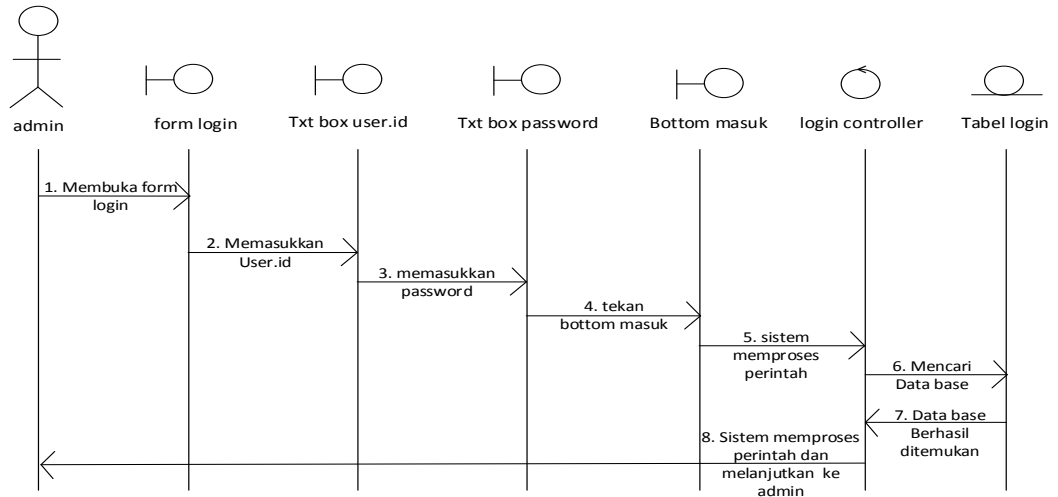 admin
form login
Txt box user.id
Txt box password
Bottom masuk
login controller
Tabel login
1. Membuka form
login
2. Memasukkan
User.id
3. memasukkan
password
4. tekan
bottom masuk
5. sistem
memproses
perintah
6. Mencari
Data base
7. Data base
Berhasil
ditemukan
8. Sistem memproses
perintah dan
melanjutkan ke
admin